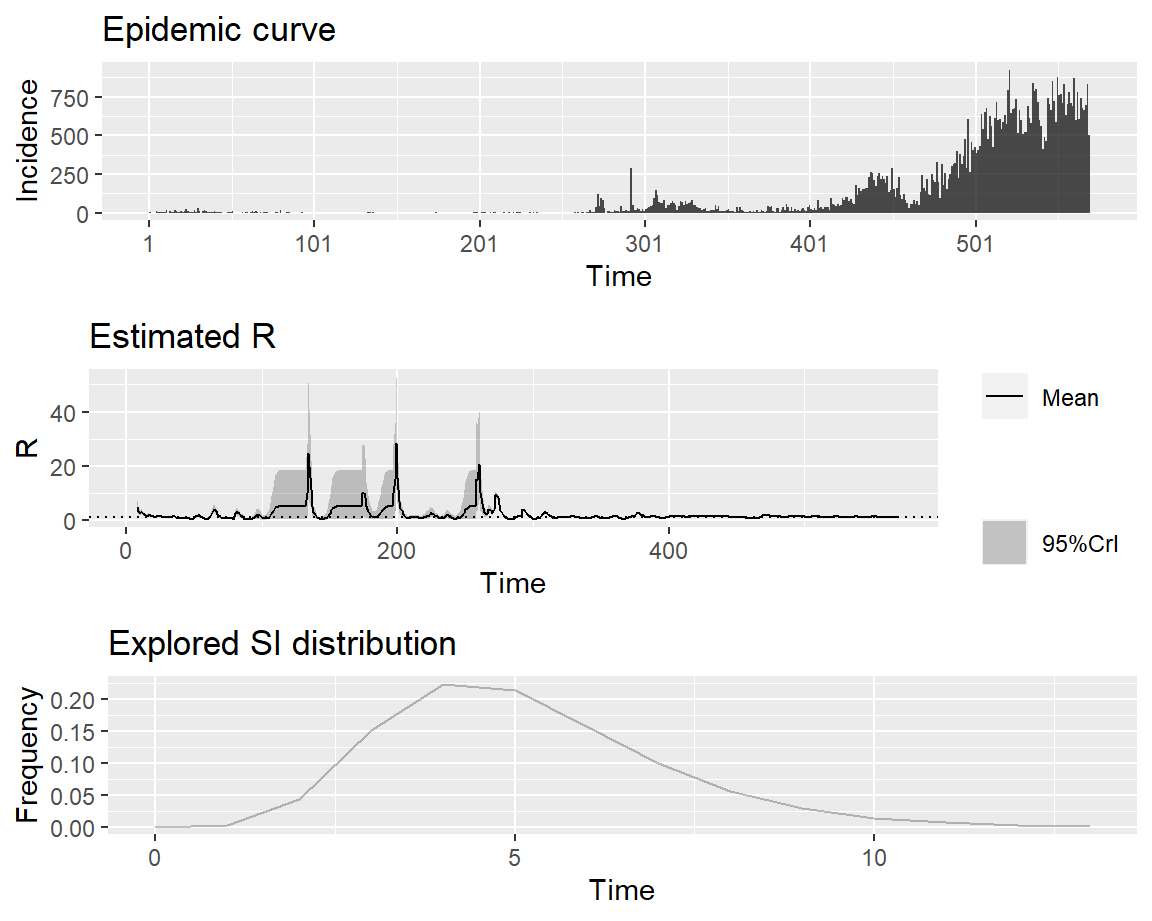 Epidemic curve
Incidence
750
500
250
0
1 101 201 301 401 501
Time
Estimated R
R
40
20
0
0 200 400
Time
Mean
95%CrI
Explored SI distribution
Frequency
0.20
0.15
0.10
0.05
0.00
0 5 10
Time